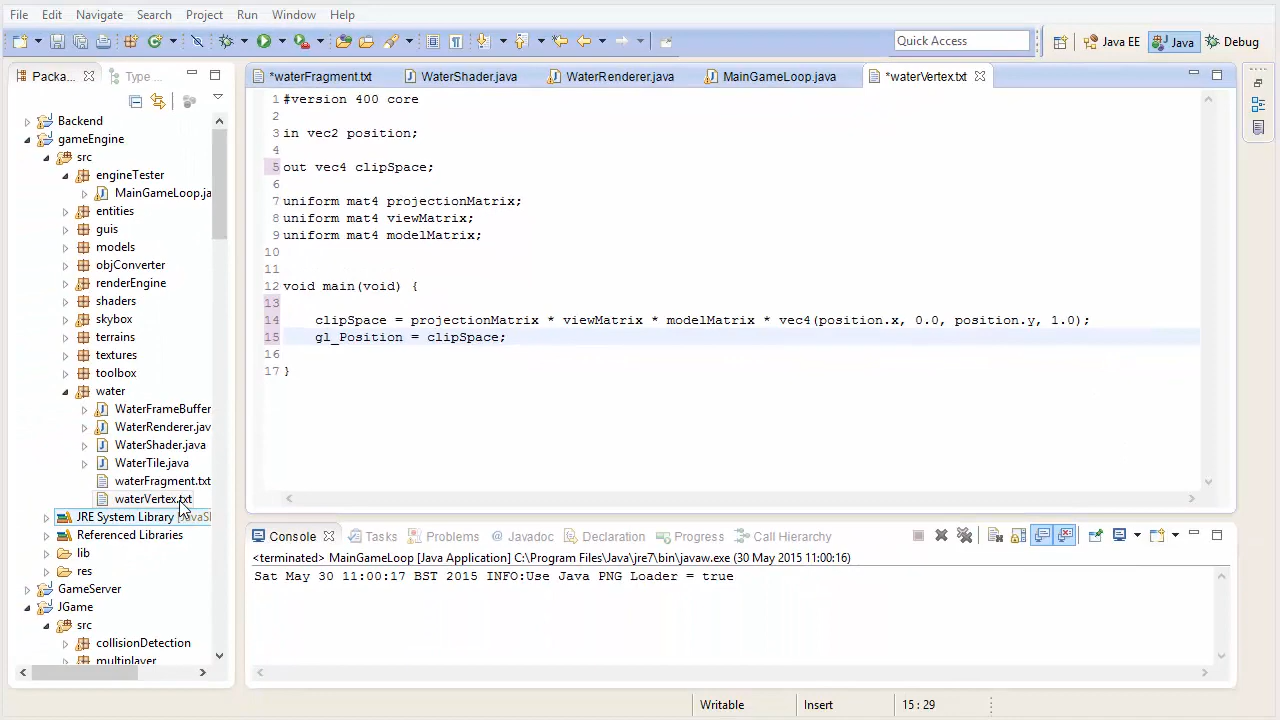 File Edit Navigate Search Project Run Window Help
Quick Access
Java EE Java Debug
Packa... Type ...
*waterFragment.txt WaterShader.java WaterRenderer.java MainGameLoop.java *waterVertex.txt
Backend
gameEngine
src
engineTester
MainGameLoop.ja
entities
guis
models
objConverter
renderEngine
shaders
skybox
terrains
textures
toolbox
water
WaterFrameBuffer
WaterRenderer.jav
WaterShader.java
WaterTile.java
waterFragment.txt
waterVertex.txt
JRE System Library [JavaSE
Referenced Libraries
lib
res
GameServer
JGame
src
collisionDetection
multiplayer
1 #version 400 core
2
3 in vec2 position;
4
5 out vec4 clipSpace;
6
7 uniform mat4 projectionMatrix;
8 uniform mat4 viewMatrix;
9 uniform mat4 modelMatrix;
10
11
12 void main(void) {
13
14 clipSpace = projectionMatrix * viewMatrix * modelMatrix * vec4(position.x, 0.0, position.y, 1.0);
15 gl_Position = clipSpace;
16
17 }
Console Tasks Problems Javadoc Declaration Progress Call Hierarchy
<terminated> MainGameLoop [Java Application] C:\Program Files\Java\jre7\bin\javaw.exe (30 May 2015 11:00:16)
Sat May 30 11:00:17 BST 2015 INFO:Use Java PNG Loader = true
Writable Insert 15 : 29